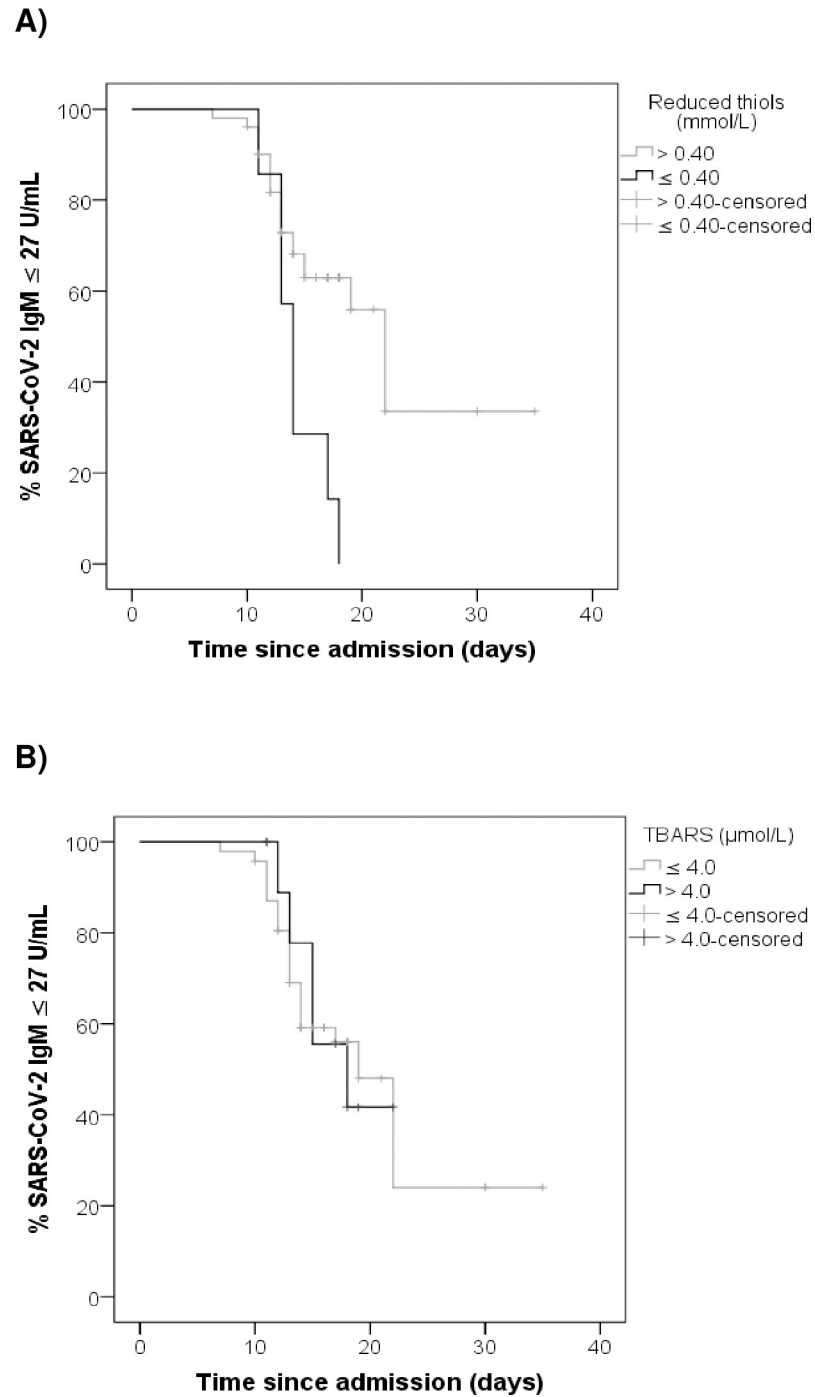 A)
Reduced thiols
(mmol/L)
> 0.40
≤ 0.40
> 0.40-censored
≤ 0.40-censored
100
80
60
40
20
0
% SARS-CoV-2 IgM ≤ 27 U/mL
0 10 20 30 40
Time since admission (days)
B)
TBARS (µmol/L)
≤ 4.0
> 4.0
≤ 4.0-censored
> 4.0-censored
100
80
60
40
20
0
% SARS-CoV-2 IgM ≤ 27 U/mL
0 10 20 30 40
Time since admission (days)